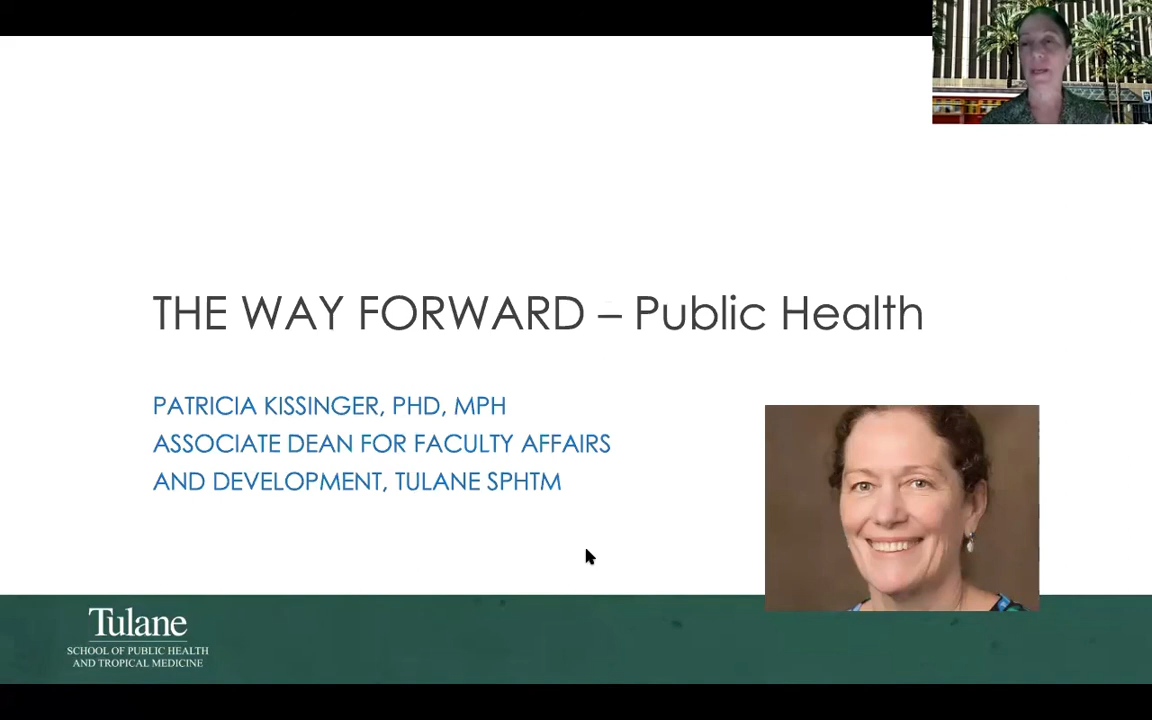 THE WAY FORWARD – Public Health
PATRICIA KISSINGER, PHD, MPH
ASSOCIATE DEAN FOR FACULTY AFFAIRS
AND DEVELOPMENT, TULANE SPHTM
Tulane
SCHOOL OF PUBLIC HEALTH
AND TROPICAL MEDICINE